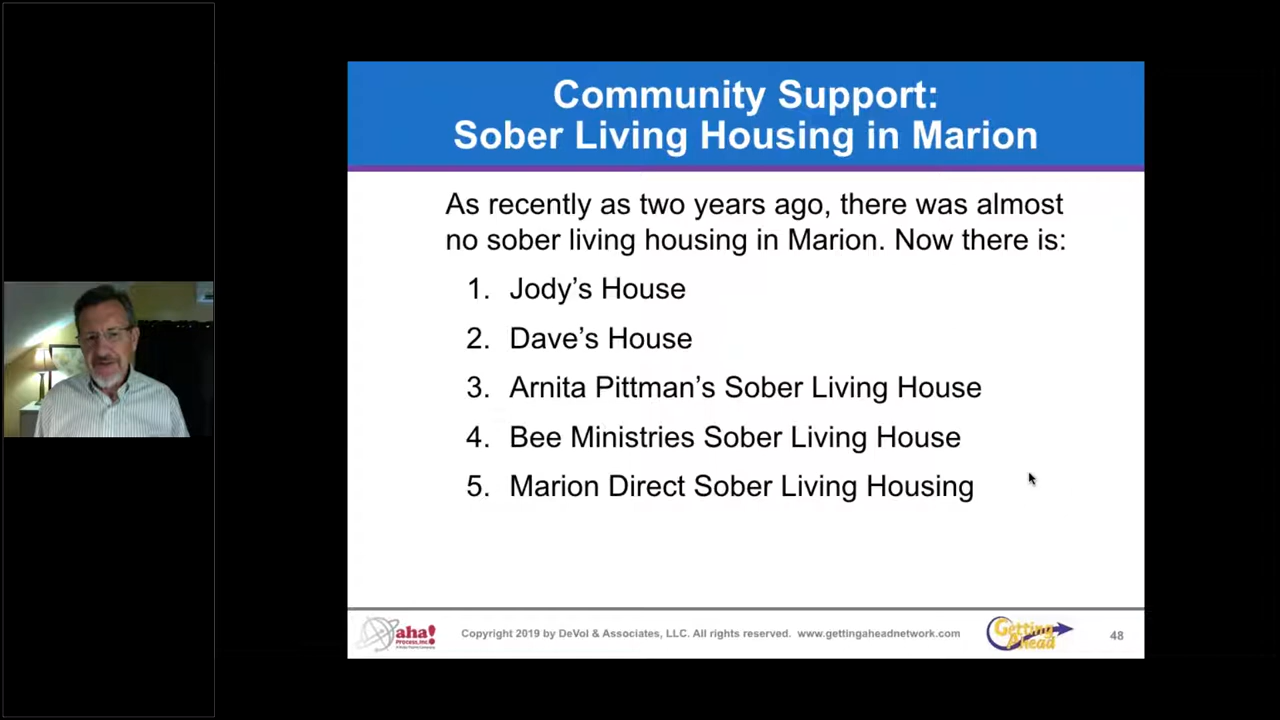 Community Support:
Sober Living Housing in Marion
As recently as two years ago, there was almost
no sober living housing in Marion. Now there is:
1. Jody’s House
2. Dave’s House
3. Arnita Pittman’s Sober Living House
4. Bee Ministries Sober Living House
5. Marion Direct Sober Living Housing
aha!
Process, Inc.
Copyright 2019 by DeVol & Associates, LLC. All rights reserved. www.gettingaheadnetwork.com
Getting
Ahead
48